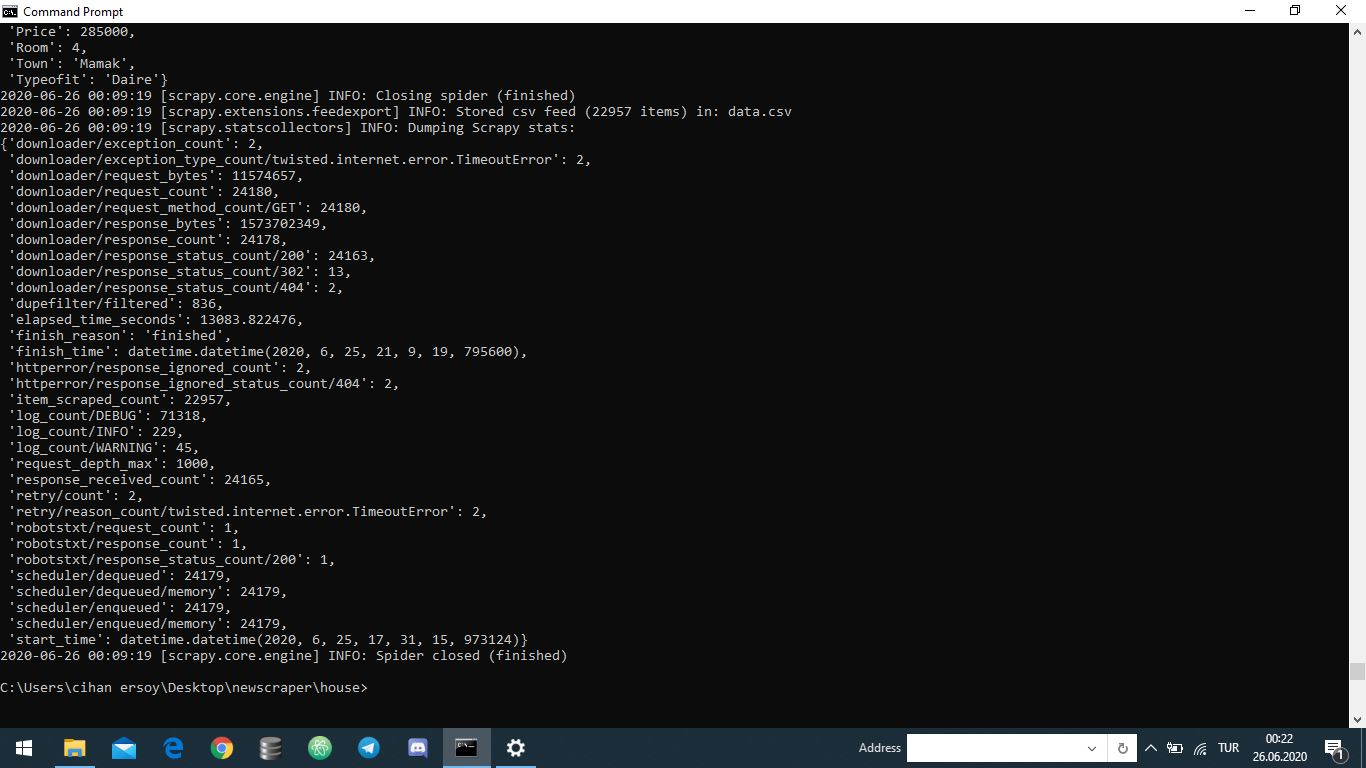 Command Prompt
'Price': 285000,
'Room': 4,
'Town': 'Mamak',
'Typeofit': 'Daire'}
2020-06-26 00:09:19 [scrapy.core.engine] INFO: Closing spider (finished)
2020-06-26 00:09:19 [scrapy.extensions.feedexport] INFO: Stored csv feed (22957 items) in: data.csv
2020-06-26 00:09:19 [scrapy.statscollectors] INFO: Dumping Scrapy stats:
{'downloader/exception_count': 2,
'downloader/exception_type_count/twisted.internet.error.TimeoutError': 2,
'downloader/request_bytes': 11574657,
'downloader/request_count': 24180,
'downloader/request_method_count/GET': 24180,
'downloader/response_bytes': 1573702349,
'downloader/response_count': 24178,
'downloader/response_status_count/200': 24163,
'downloader/response_status_count/302': 13,
'downloader/response_status_count/404': 2,
'dupefilter/filtered': 836,
'elapsed_time_seconds': 13083.822476,
'finish_reason': 'finished',
'finish_time': datetime.datetime(2020, 6, 25, 21, 9, 19, 795600),
'httperror/response_ignored_count': 2,
'httperror/response_ignored_status_count/404': 2,
'item_scraped_count': 22957,
'log_count/DEBUG': 71318,
'log_count/INFO': 229,
'log_count/WARNING': 45,
'request_depth_max': 1000,
'response_received_count': 24165,
'retry/count': 2,
'retry/reason_count/twisted.internet.error.TimeoutError': 2,
'robotstxt/request_count': 1,
'robotstxt/response_count': 1,
'robotstxt/response_status_count/200': 1,
'scheduler/dequeued': 24179,
'scheduler/dequeued/memory': 24179,
'scheduler/enqueued': 24179,
'scheduler/enqueued/memory': 24179,
'start_time': datetime.datetime(2020, 6, 25, 17, 31, 15, 973124)}
2020-06-26 00:09:19 [scrapy.core.engine] INFO: Spider closed (finished)
C:\Users\cihan ersoy\Desktop\newscraper\house>
Address
TUR
00:22
26.06.2020
1